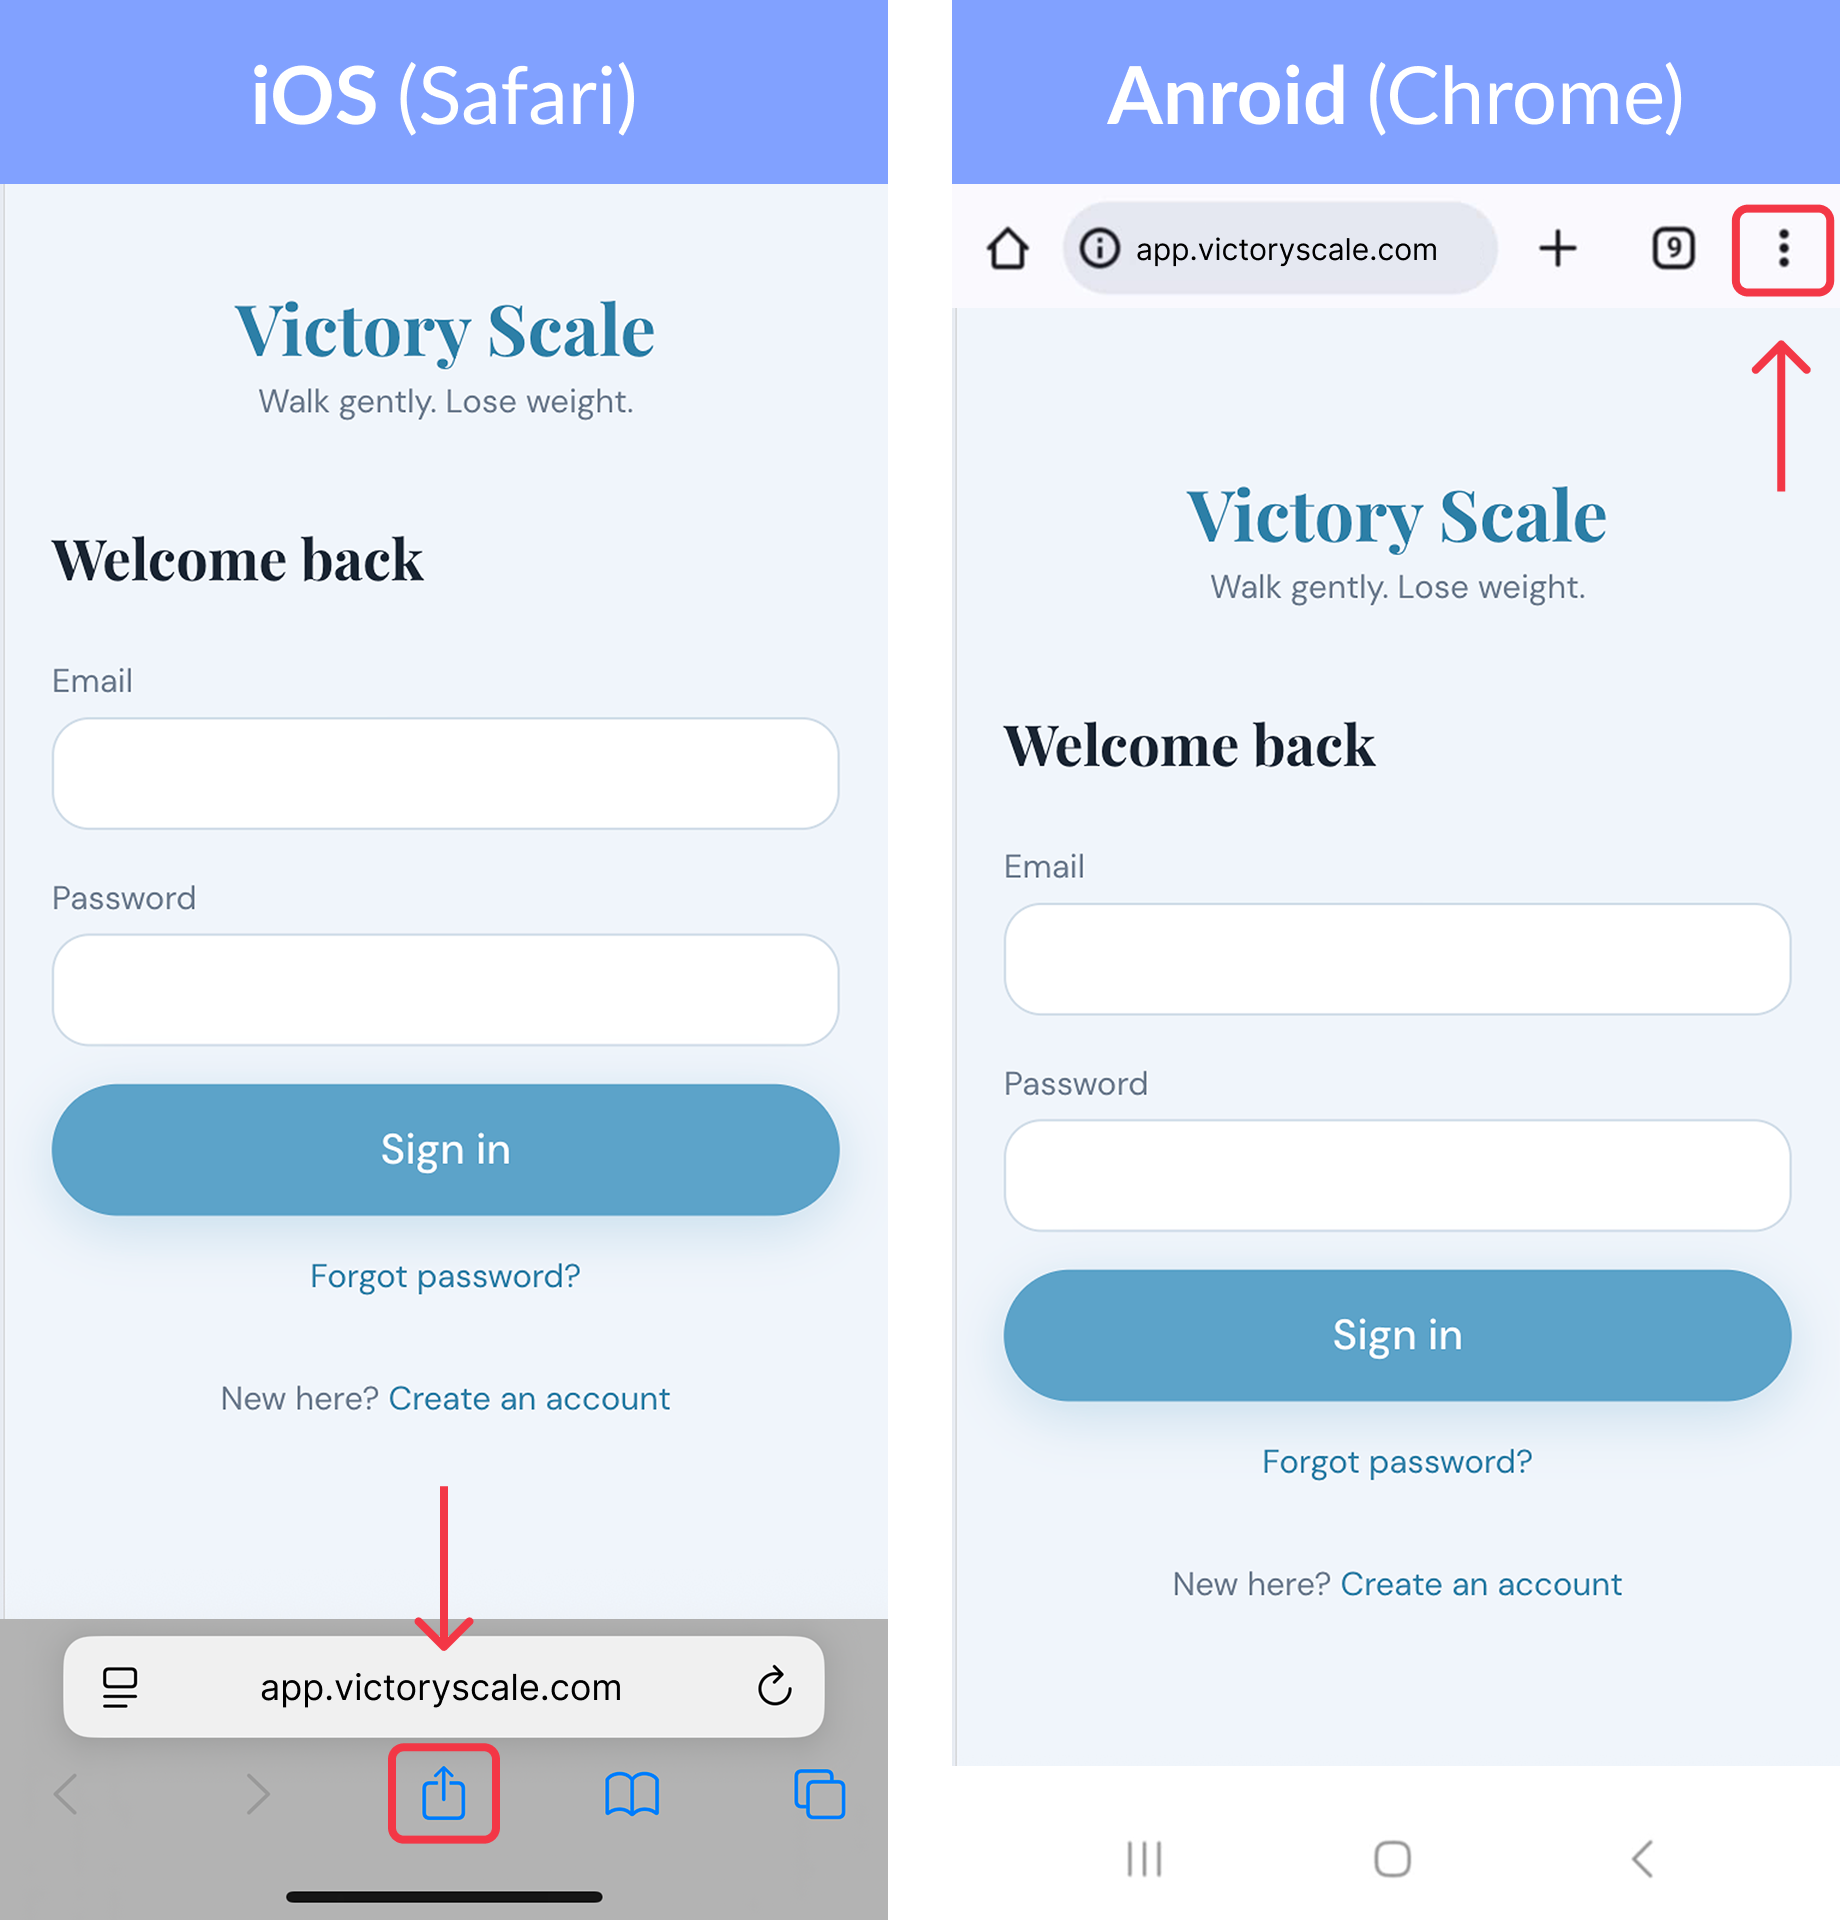 iOS (Safari)
Victory Scale
Walk gently. Lose weight.
Welcome back
Email
Password
Sign in
Forgot password?
New here? Create an account
app.victoryscale.com
Anroid (Chrome)
app.victoryscale.com
9
Victory Scale
Walk gently. Lose weight.
Welcome back
Email
Password
Sign in
Forgot password?
New here? Create an account